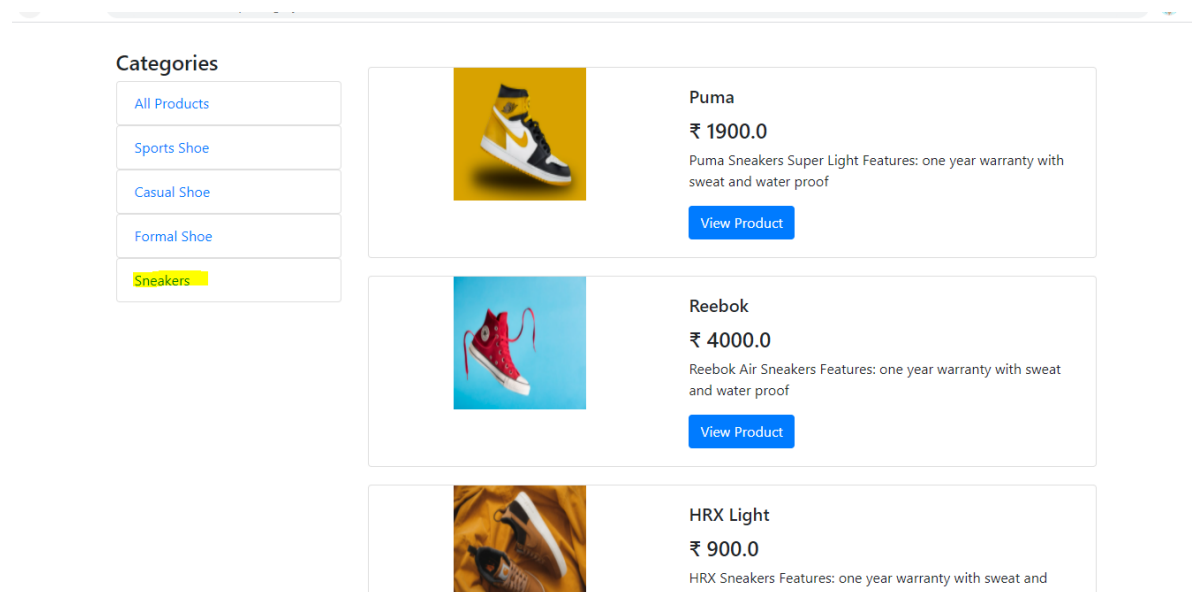 Categories
All Products
Sports Shoe
Casual Shoe
Formal Shoe
Sneakers
Puma
₹ 1900.0
Puma Sneakers Super Light Features: one year warranty with
sweat and water proof
View Product
Reebok
₹ 4000.0
Reebok Air Sneakers Features: one year warranty with sweat
and water proof
View Product
HRX Light
₹ 900.0
HRX Sneakers Features: one year warranty with sweat and